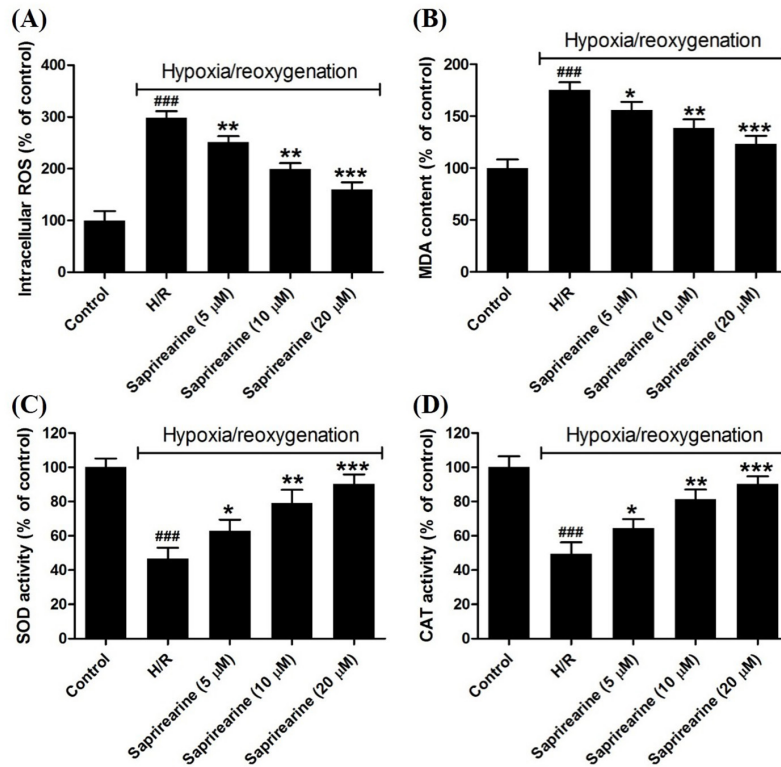 (A)
Hypoxia/reoxygenation
Intracellular ROS (% of control)
400
300
200
100
0
###
**
**
***
Control
H/R
Saprirearine (5 μM)
Saprirearine (10 μM)
Saprirearine (20 μM)
(B)
Hypoxia/reoxygenation
MDA content (% of control)
200
150
100
50
0
###
*
**
***
Control
H/R
Saprirearine (5 μM)
Saprirearine (10 μM)
Saprirearine (20 μM)
(C)
Hypoxia/reoxygenation
SOD activity (% of control)
120
100
80
60
40
20
0
###
*
**
***
Control
H/R
Saprirearine (5 μM)
Saprirearine (10 μM)
Saprirearine (20 μM)
(D)
Hypoxia/reoxygenation
CAT activity (% of control)
120
100
80
60
40
20
0
###
*
**
***
Control
H/R
Saprirearine (5 μM)
Saprirearine (10 μM)
Saprirearine (20 μM)